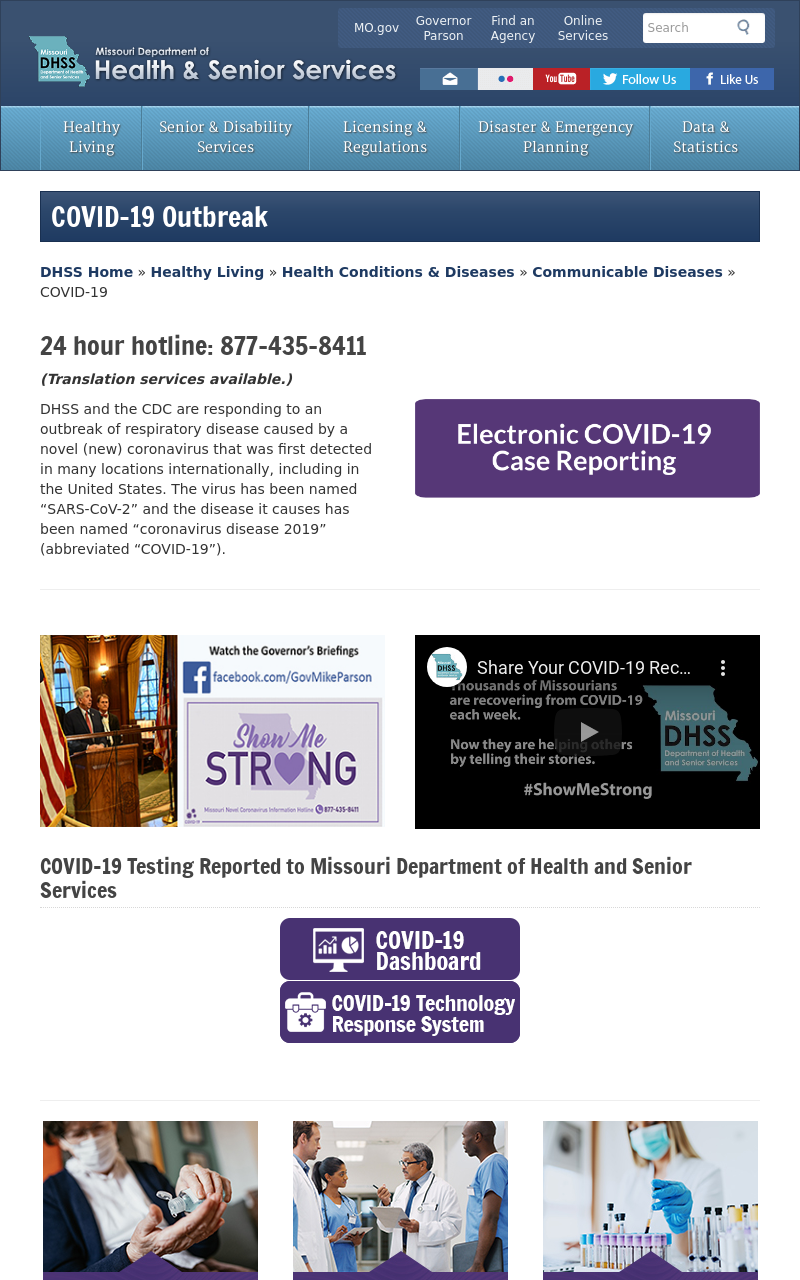 MO.gov
Governor Parson
Find an Agency
Online Services
Search
Missouri
DHSS
Department of Health
and Senior Services
Missouri Department of
Health & Senior Services
YouTube
Follow Us
Like Us
Healthy Living
Senior & Disability Services
Licensing & Regulations
Disaster & Emergency Planning
Data & Statistics
COVID-19 Outbreak
DHSS Home » Healthy Living » Health Conditions & Diseases » Communicable Diseases »
COVID-19
24 hour hotline: 877-435-8411
(Translation services available.)
DHSS and the CDC are responding to an
outbreak of respiratory disease caused by a
novel (new) coronavirus that was first detected
in many locations internationally, including in
the United States. The virus has been named
“SARS-CoV-2” and the disease it causes has
been named “coronavirus disease 2019”
(abbreviated “COVID-19”).
Electronic COVID-19
Case Reporting
Watch the Governor's Briefings
facebook.com/GovMikeParson
Show Me
STRONG
Missouri Novel Coronavirus Information Hotline 877-435-8411
Share Your COVID-19 Rec...
Thousands of Missourians
are recovering from COVID-19
each week.
Now they are helping others
by telling their stories.
#ShowMeStrong
Missouri
DHSS
Department of Health
and Senior Services
COVID-19 Testing Reported to Missouri Department of Health and Senior
Services
COVID-19
Dashboard
COVID-19 Technology
Response System